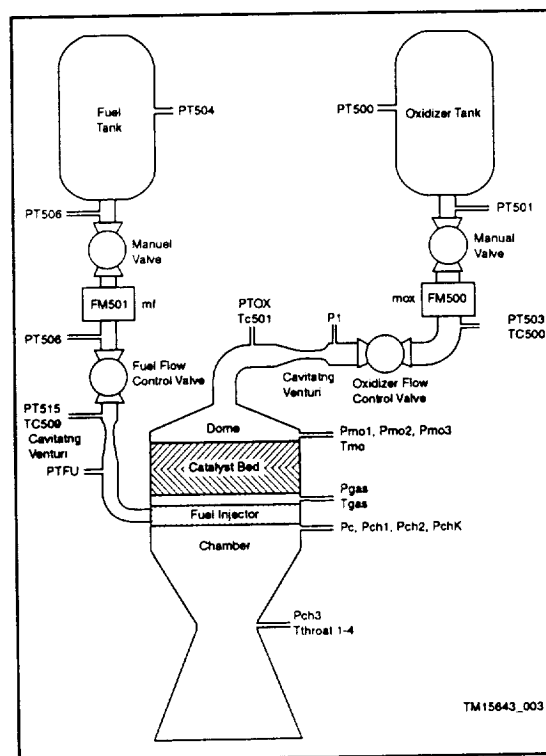 Fuel
Tank
PT504
PT500
Oxidizer Tank
PT506
PT501
Manuel
Valve
Manual
Valve
FM501
mf
mox
FM500
PTOX
Tc501
P1
PT503
TC500
PT506
Fuel Flow
Control Valve
Cavitatng
Venturi
Oxidizer Flow
Control Valve
PT515
TC509
Cavitatng
Venturi
PTFU
Dome
Pmo1, Pmo2, Pmo3
Tmo
Catalyst Bed
Pgas
Tgas
Fuel Injector
Pc, Pch1, Pch2, PchK
Chamber
Pch3
Tthroat 1-4
TM15643_003